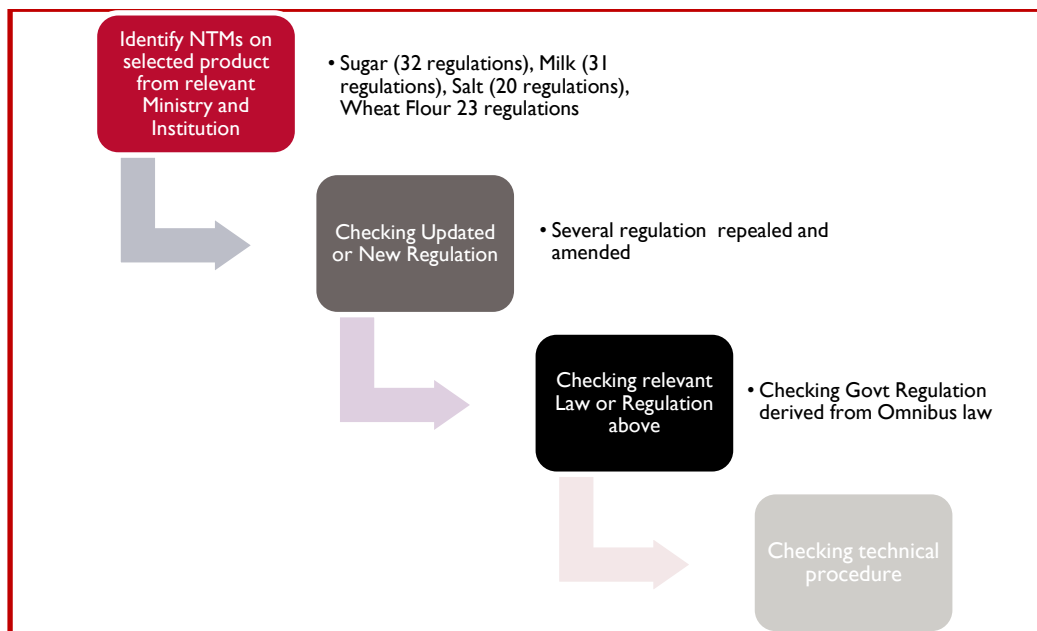 Identify NTMs on
selected product
from relevant
Ministry and
Institution
• Sugar (32 regulations), Milk (31
regulations), Salt (20 regulations),
Wheat Flour 23 regulations
Checking Updated
or New Regulation
• Several regulation  repealed and
amended
Checking relevant
Law or Regulation
above
• Checking Govt Regulation
derived from Omnibus law
Checking technical
procedure